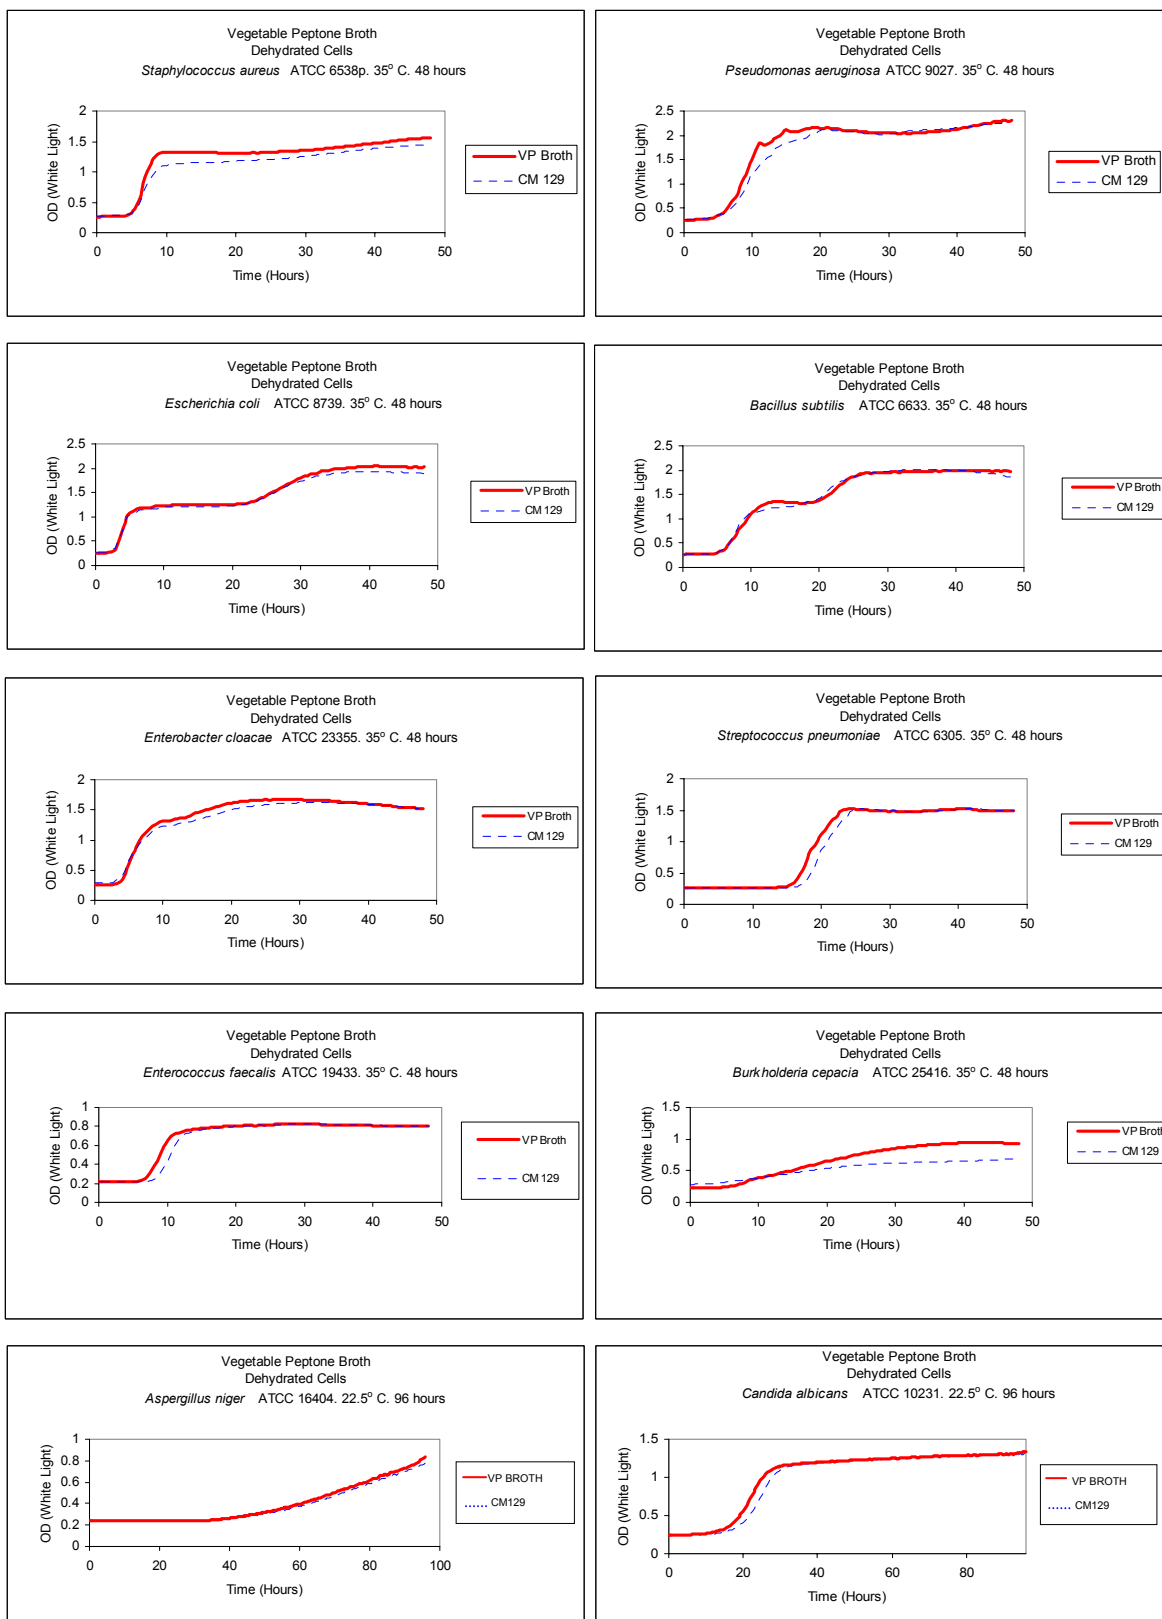 Vegetable Peptone Broth
Dehydrated Cells
Staphylococcus aureus ATCC 6538p. 35° C. 48 hours
OD (White Light)
2
1.5
1
0.5
0
0 10 20 30 40 50
Time (Hours)
VP Broth
CM 129
Vegetable Peptone Broth
Dehydrated Cells
Pseudomonas aeruginosa ATCC 9027. 35° C. 48 hours
OD (White Light)
2.5
2
1.5
1
0.5
0
0 10 20 30 40 50
Time (Hours)
VP Broth
CM 129
Vegetable Peptone Broth
Dehydrated Cells
Escherichia coli ATCC 8739. 35° C. 48 hours
OD (White Light)
2.5
2
1.5
1
0.5
0
0 10 20 30 40 50
Time (Hours)
VP Broth
CM 129
Vegetable Peptone Broth
Dehydrated Cells
Bacillus subtilis ATCC 6633. 35° C. 48 hours
OD (White Light)
2.5
2
1.5
1
0.5
0
0 10 20 30 40 50
Time (Hours)
VP Broth
CM 129
Vegetable Peptone Broth
Dehydrated Cells
Enterobacter cloacae ATCC 23355. 35° C. 48 hours
OD (White Light)
2
1.5
1
0.5
0
0 10 20 30 40 50
Time (Hours)
VP Broth
CM 129
Vegetable Peptone Broth
Dehydrated Cells
Streptococcus pneumoniae ATCC 6305. 35° C. 48 hours
OD (White Light)
2
1.5
1
0.5
0
0 10 20 30 40 50
Time (Hours)
VP Broth
CM 129
Vegetable Peptone Broth
Dehydrated Cells
Enterococcus faecalis ATCC 19433. 35° C. 48 hours
OD (White Light)
1
0.8
0.6
0.4
0.2
0
0 10 20 30 40 50
Time (Hours)
VP Broth
CM 129
Vegetable Peptone Broth
Dehydrated Cells
Burkholderia cepacia ATCC 25416. 35° C. 48 hours
OD (White Light)
1.5
1
0.5
0
0 10 20 30 40 50
Time (Hours)
VP Broth
CM 129
Vegetable Peptone Broth
Dehydrated Cells
Aspergillus niger ATCC 16404. 22.5° C. 96 hours
OD (White Light)
1
0.8
0.6
0.4
0.2
0
0 20 40 60 80 100
Time (Hours)
VP BROTH
CM129
Vegetable Peptone Broth
Dehydrated Cells
Candida albicans ATCC 10231. 22.5° C. 96 hours
OD (White Light)
1.5
1
0.5
0
0 20 40 60 80
Time (Hours)
VP BROTH
CM129